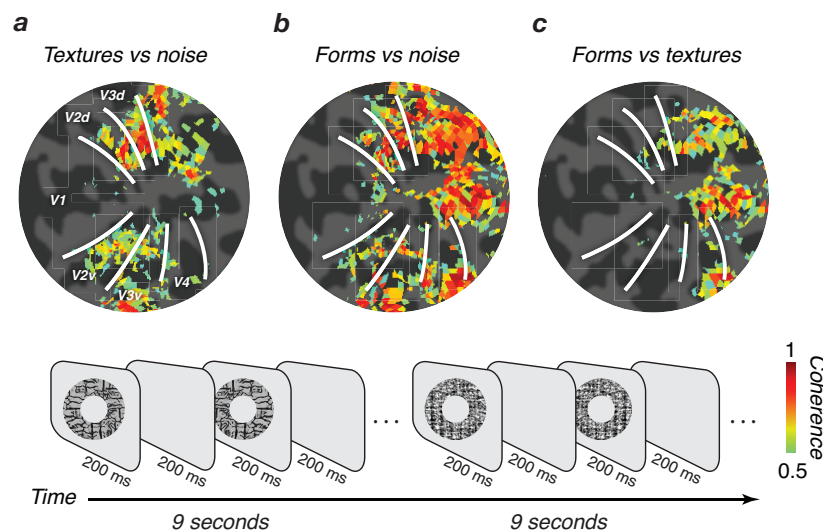 a
b
c
Textures vs noise
Forms vs noise
Forms vs textures
V3d
V2d
V1
V2v
V3v
V4
200 ms
200 ms
200 ms
200 ms
...
200 ms
200 ms
200 ms
200 ms
...
1
Coherence
0.5
Time
9 seconds
9 seconds